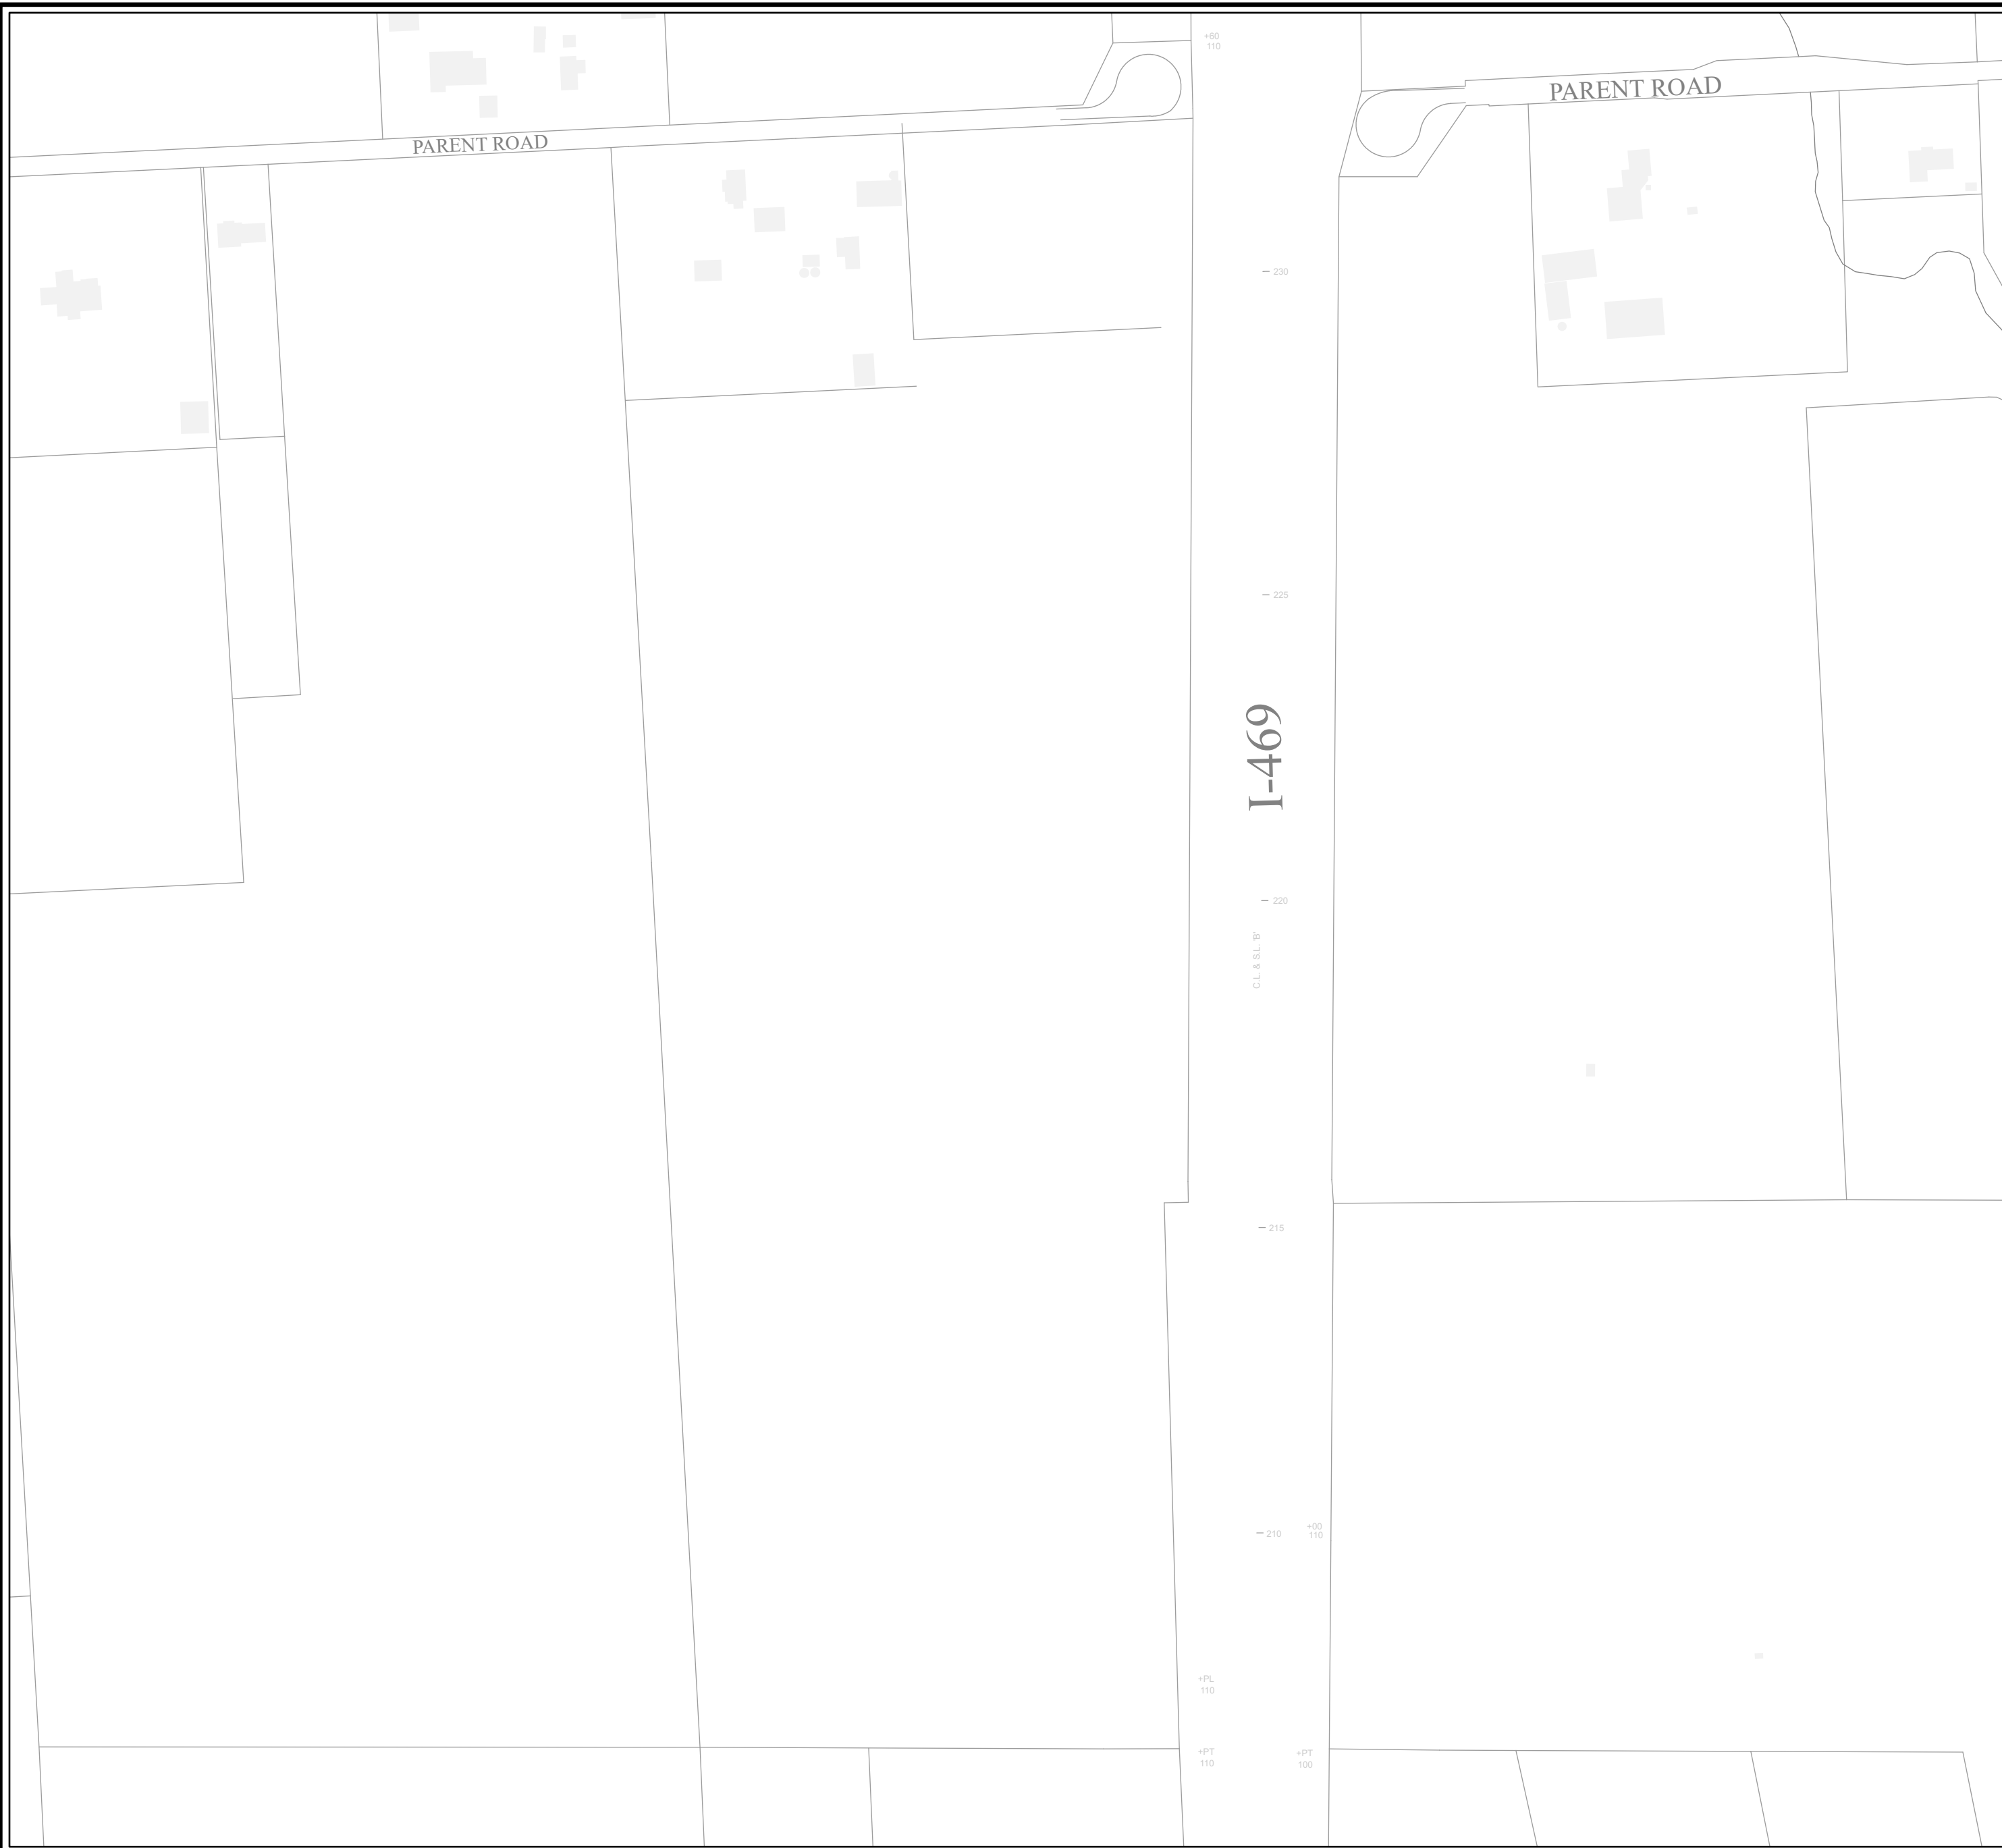 +60
110
PARENT ROAD
PARENT ROAD
230
225
I-469
220
C.L. & S.L. 'B'
215
210
+00
110
+PL
110
+PT
110
+PT
100